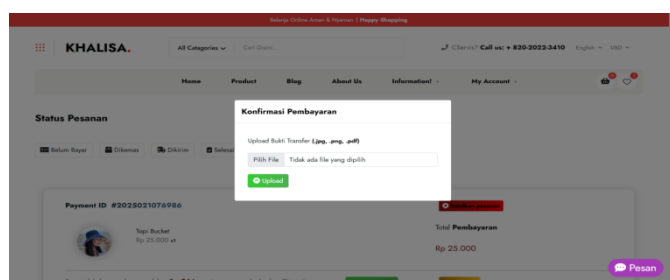 Belanja Online Aman & Nyaman | Happy Shopping
KHALISA.
All Categories
Cari
Call us: + 820-2022-3410
English
USD
Home
Product
Blog
About Us
Information!
My Account
Status Pesanan
Konfirmasi Pembayaran
Upload Bukti Transfer (.jpg, .png, .pdf)
Pilih File
Tidak ada file yang dipilih
Upload
Belum Bayar
Dikemas
Dikirim
Selesai
Payment ID #2025021076986
Topi Bucket
Rp 25.000 x1
Total Pembayaran
Rp 25.000
Pesan